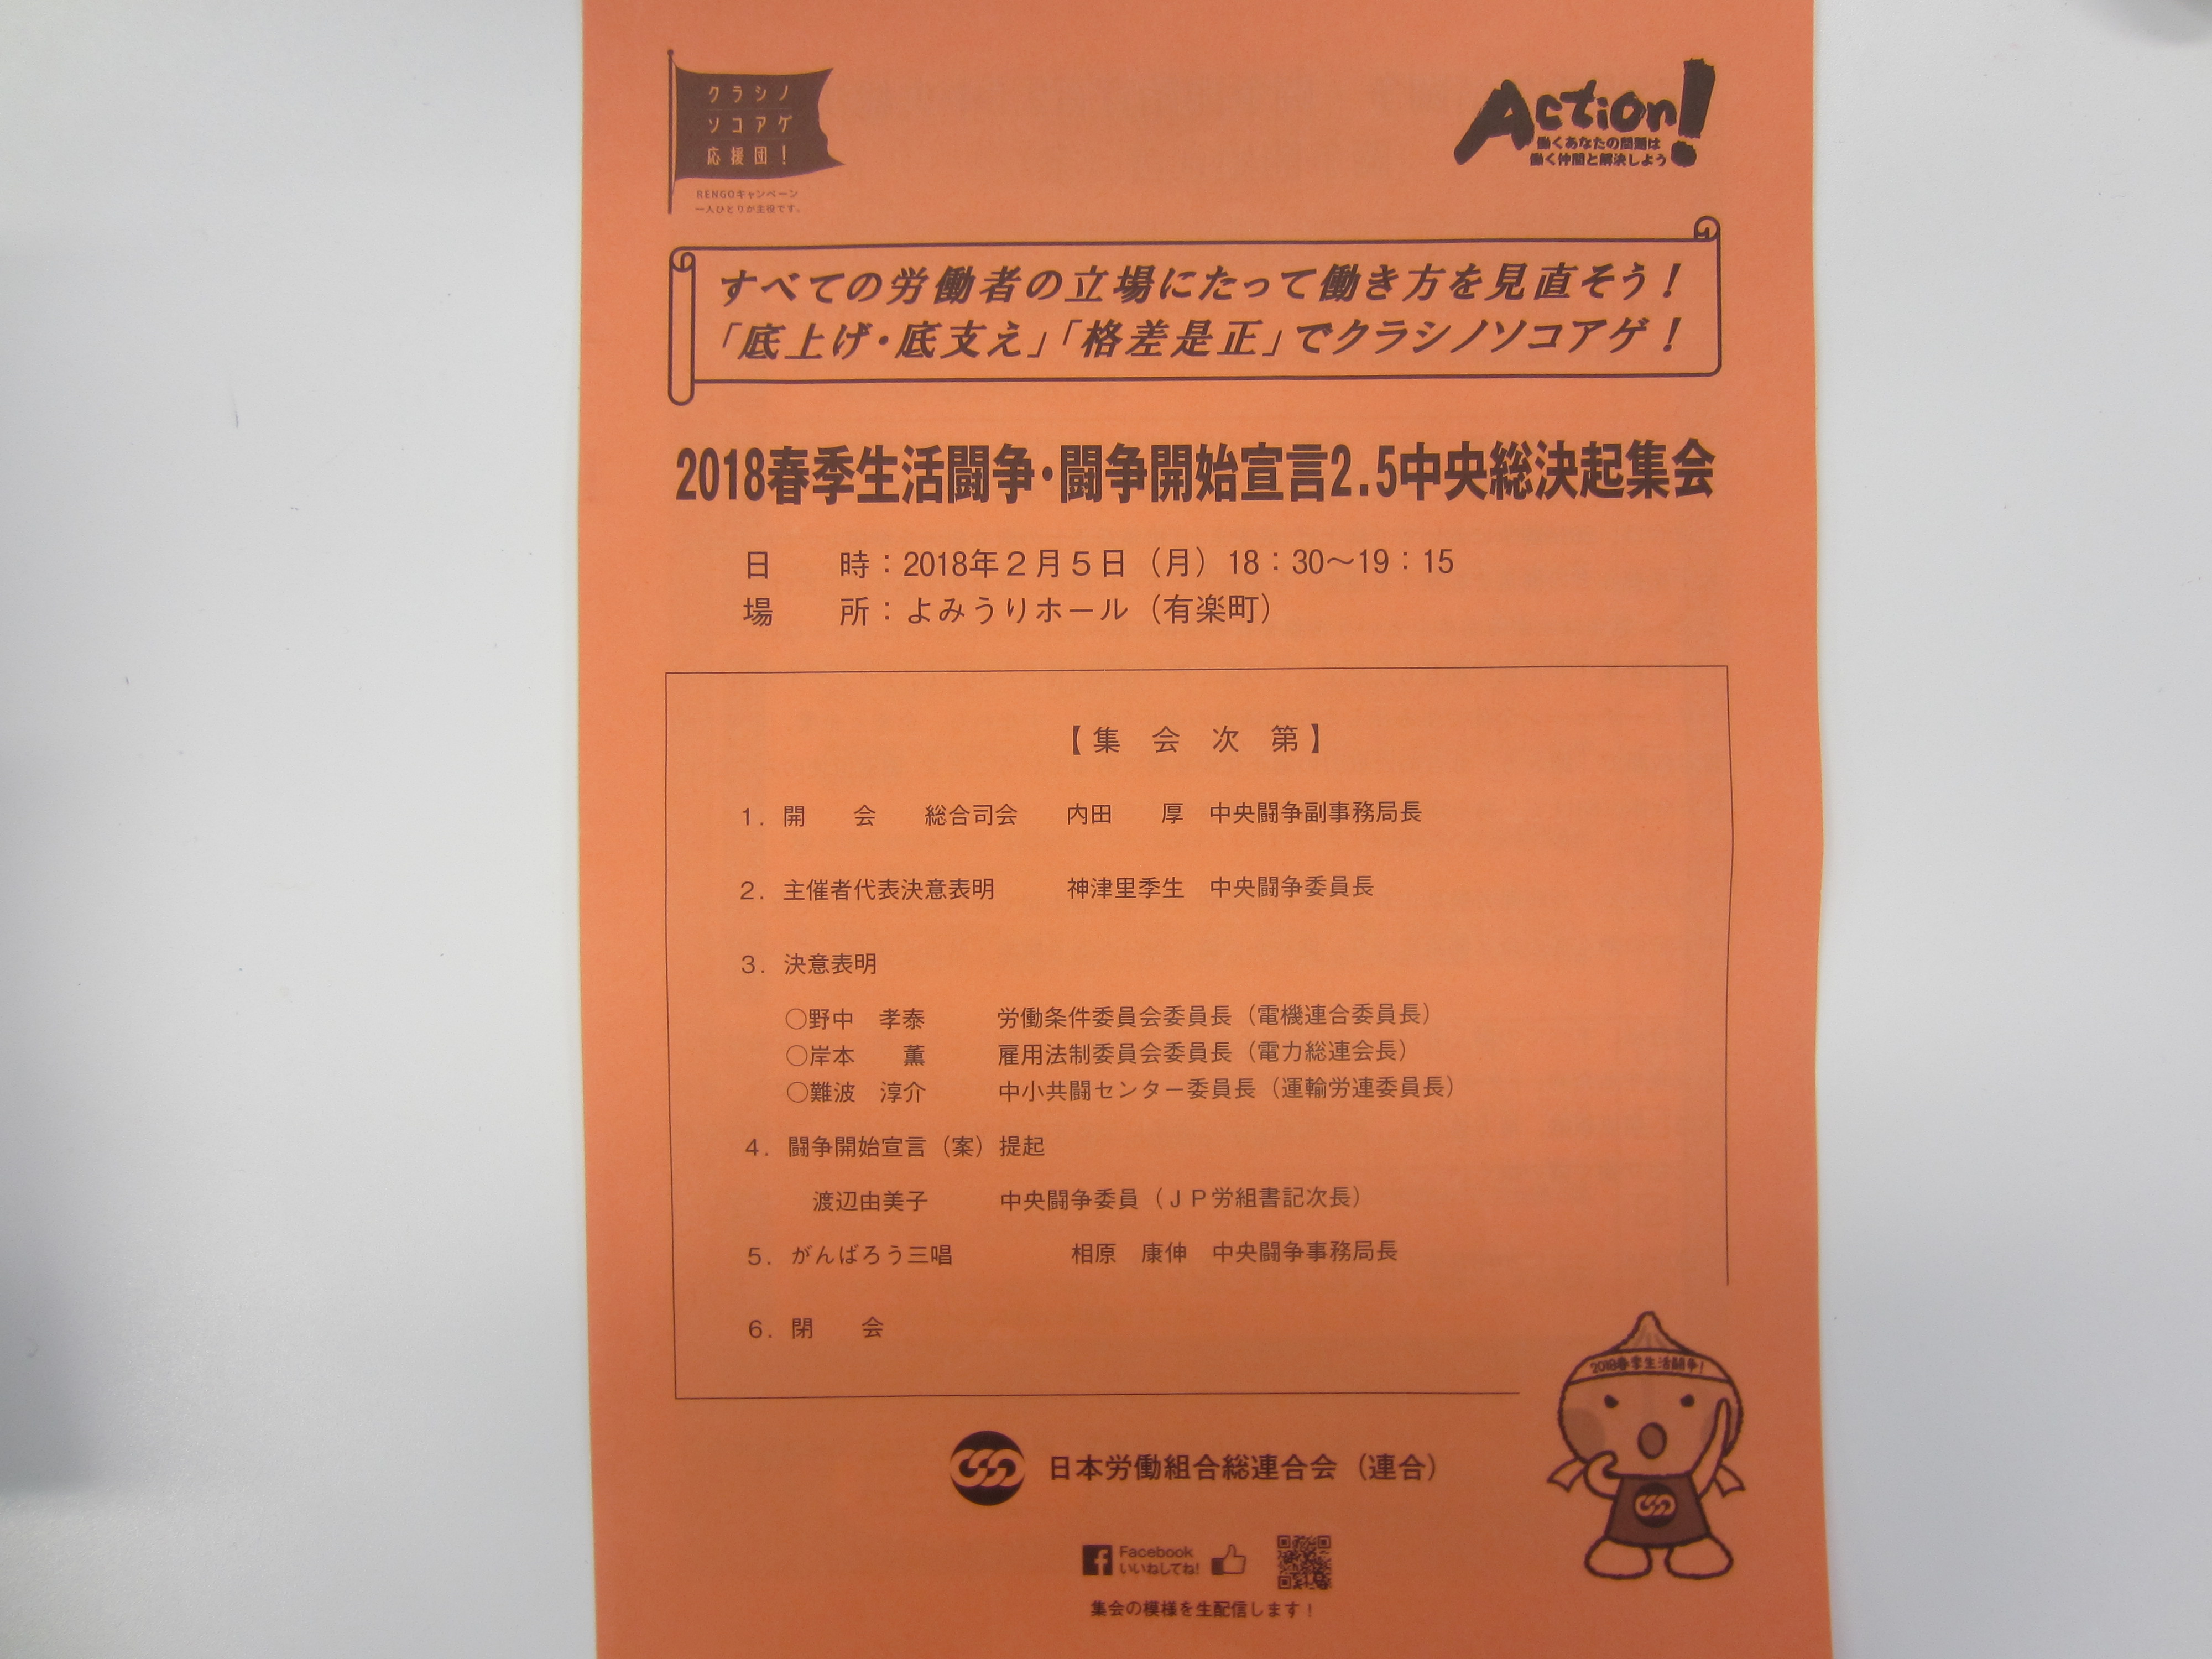 クラシノ
ソコアゲ
応援団!
RENGOキャンペーン
一人ひとりが主役です。
Action!
働くあなたの問題は
働く仲間と解決しよう
すべての労働者の立場にたって働き方を見直そう!
「底上げ・底支え」「格差是正」でクラシノソコアゲ!
2018春季生活闘争・闘争開始宣言2.5中央総決起集会
日　時：2018年2月5日（月）18：30～19：15
場　所：よみうりホール（有楽町）
【集　会　次　第】
1．開　会　総合司会　内田　厚　中央闘争副事務局長
2．主催者代表決意表明　神津里季生　中央闘争委員長
3．決意表明
○野中　孝泰　労働条件委員会委員長（電機連合委員長）
○岸本　薫　雇用法制委員会委員長（電力総連会長）
○難波　淳介　中小共闘センター委員長（運輸労連委員長）
4．闘争開始宣言（案）提起
渡辺由美子　中央闘争委員（ＪＰ労組書記次長）
5．がんばろう三唱　相原　康伸　中央闘争事務局長
6．閉　会
2018春季生活闘争!
日本労働組合総連合会（連合）
Facebook
いいねしてね!
集会の模様を生配信します!